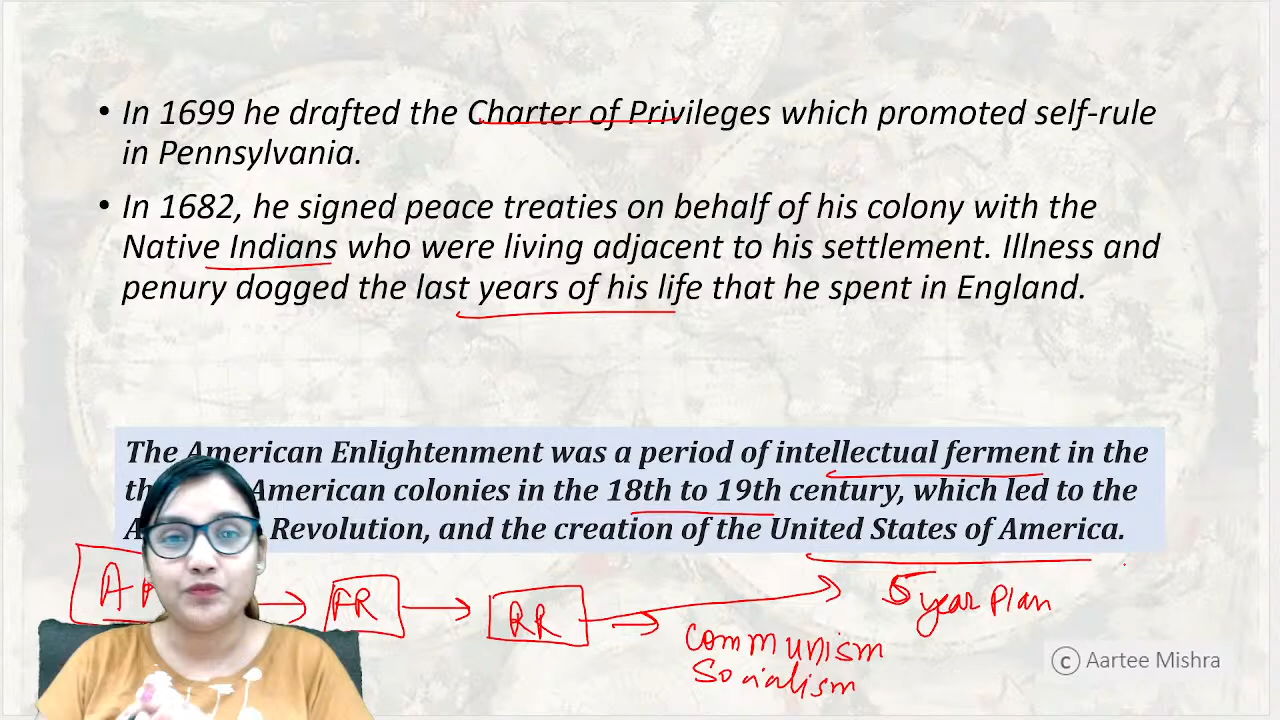 • In 1699 he drafted the Charter of Privileges which promoted self-rule
in Pennsylvania.
• In 1682, he signed peace treaties on behalf of his colony with the
Native Indians who were living adjacent to his settlement. Illness and
penury dogged the last years of his life that he spent in England.
The American Enlightenment was a period of intellectual ferment in the
American colonies in the 18th to 19th century, which led to the
Revolution, and the creation of the United States of America.
FR RR 5 year Plan
communism
Socialism
© Aartee Mishra